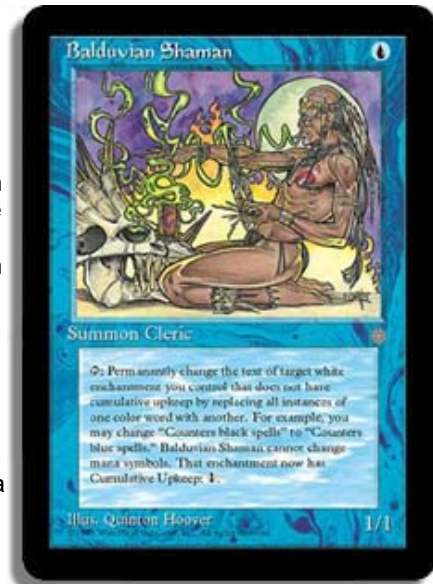 Balduvian Shaman
Summon Cleric
: Permanently change the text of target white
enchantment you control that does not have
cumulative upkeep by replacing all instances of
one color word with another. For example, you
may change "Counters black spells" to "Counters
blue spells." Balduvian Shaman cannot change
mana symbols. That enchantment now has
Cumulative Upkeep: 1.
Illus. Quinton Hoover
1/1
a